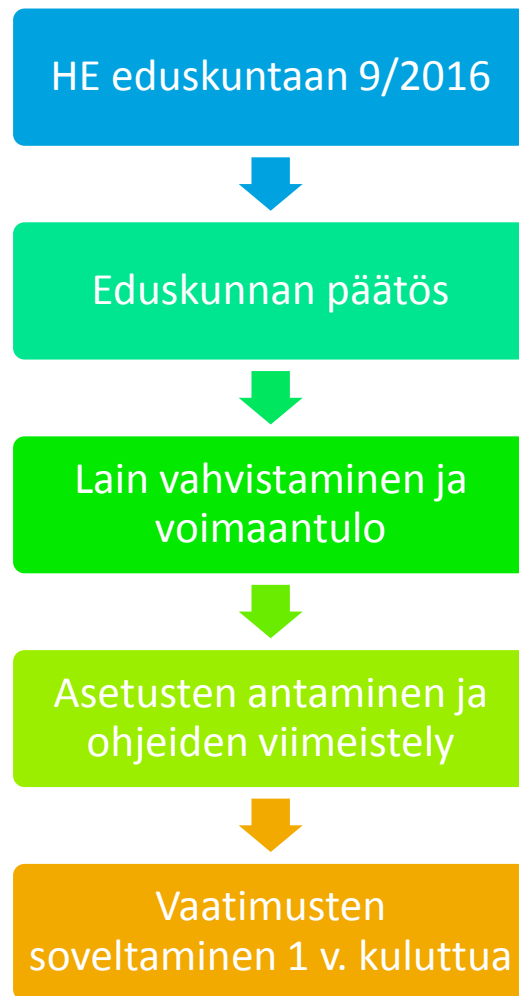 HE eduskuntaan 9/2016
Eduskunnan päätös
Lain vahvistaminen ja
voimaantulo
Asetusten antaminen ja
ohjeiden viimeistely
Vaatimusten
soveltaminen 1 v. kuluttua